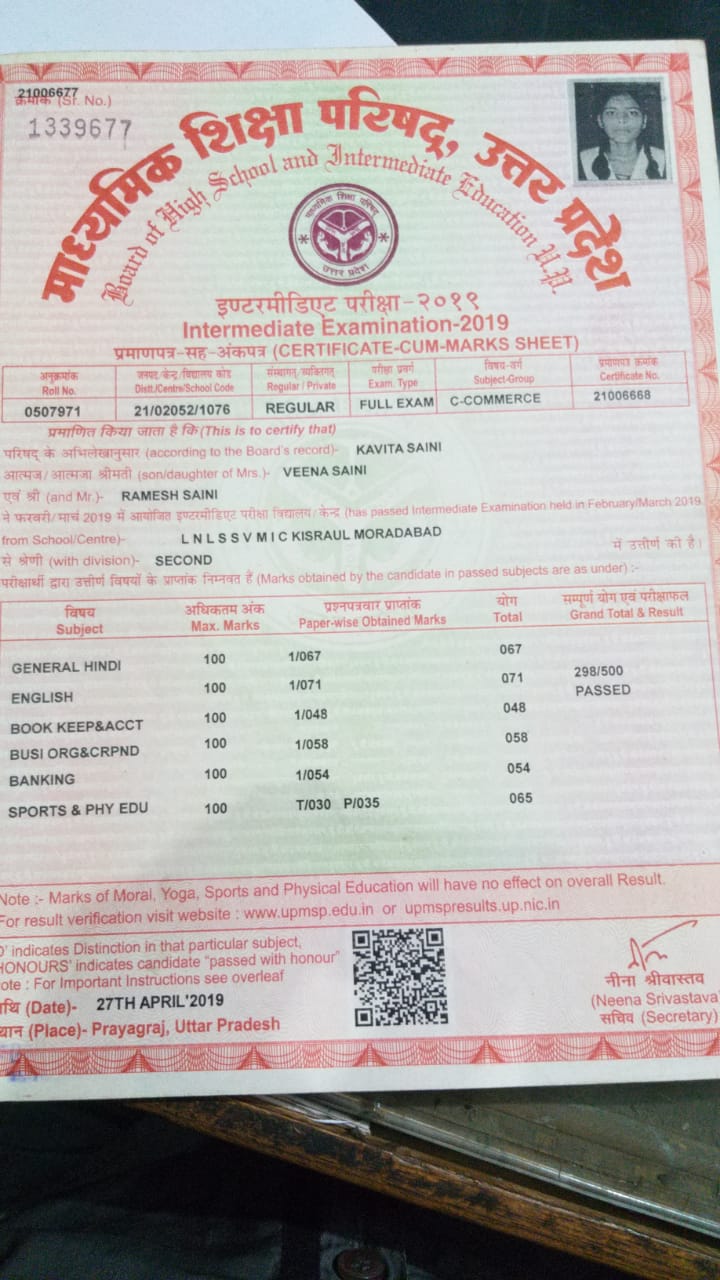 21006677
क्रमांक (Sr. No.)
1339677
माध्यमिक शिक्षा परिषद्, उत्तर प्रदेश
Board of High School and Intermediate Education U.P.
माध्यमिक शिक्षा परिषद्
उत्तर प्रदेश
इण्टरमीडिएट परीक्षा-२०१९
Intermediate Examination-2019
प्रमाणपत्र-सह-अंकपत्र (CERTIFICATE-CUM-MARKS SHEET)
अनुक्रमांक जनपद/केन्द्र/विद्यालय कोड संस्थागत/व्यक्तिगत परीक्षा प्रवर्ग विषय-वर्ग प्रमाणपत्र क्रमांक
Roll No. Distt./Centre/School Code Regular / Private Exam. Type Subject-Group Certificate No.
0507971 21/02052/1076 REGULAR FULL EXAM C-COMMERCE 21006668
प्रमाणित किया जाता है कि (This is to certify that)
परिषद् के अभिलेखानुसार (according to the Board's record)- KAVITA SAINI
आत्मज/आत्मजा श्रीमती (son/daughter of Mrs.)- VEENA SAINI
एवं श्री (and Mr.)- RAMESH SAINI
ने फरवरी/मार्च 2019 में आयोजित इण्टरमीडिएट परीक्षा विद्यालय/केन्द्र (has passed Intermediate Examination held in February/March 2019
from School/Centre)- L N L S S V M I C KISRAUL MORADABAD में उत्तीर्ण की है।
से श्रेणी (with division)- SECOND
परीक्षार्थी द्वारा उत्तीर्ण विषयों के प्राप्तांक निम्नवत हैं (Marks obtained by the candidate in passed subjects are as under) :-
विषय अधिकतम अंक प्रश्नपत्रवार प्राप्तांक योग सम्पूर्ण योग एवं परीक्षाफल
Subject Max. Marks Paper-wise Obtained Marks Total Grand Total & Result
GENERAL HINDI 100 1/067 067
298/500
ENGLISH 100 1/071 071
PASSED
BOOK KEEP&ACCT 100 1/048 048
BUSI ORG&CRPND 100 1/058 058
BANKING 100 1/054 054
SPORTS & PHY EDU 100 T/030 P/035 065
Note :- Marks of Moral, Yoga, Sports and Physical Education will have no effect on overall Result.
For result verification visit website : www.upmsp.edu.in or upmspresults.up.nic.in
D' indicates Distinction in that particular subject,
HONOURS' indicates candidate "passed with honour"
ote : For Important Instructions see overleaf
थि (Date)- 27TH APRIL'2019
थान (Place)- Prayagraj, Uttar Pradesh
नीना श्रीवास्तव
(Neena Srivastava
सचिव (Secretary)